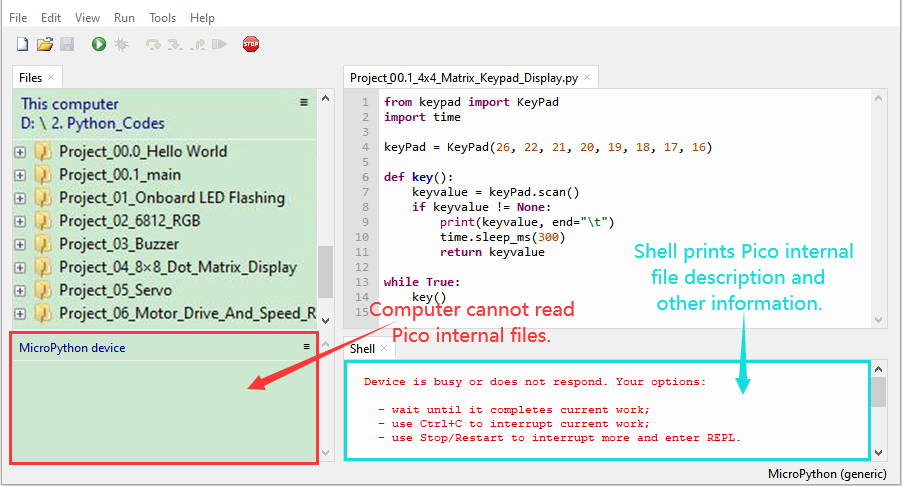 File Edit View Run Tools Help
STOP
Files ×
This computer ≡
D: \ 2. Python_Codes
Project_00.0_Hello World
Project_00.1_main
Project_01_Onboard LED Flashing
Project_02_6812_RGB
Project_03_Buzzer
Project_04_8×8_Dot_Matrix_Display
Project_05_Servo
Project_06_Motor_Drive_And_Speed_R
MicroPython device ≡
Project_00.1_4x4_Matrix_Keypad_Display.py ×
1 from keypad import KeyPad
2 import time
3
4 keyPad = KeyPad(26, 22, 21, 20, 19, 18, 17, 16)
5
6 def key():
7     keyvalue = keyPad.scan()
8     if keyvalue != None:
9         print(keyvalue, end="\t")
10         time.sleep_ms(300)
11         return keyvalue
12
13 while True:
14     key()
15
Computer cannot read
Pico internal files.
Shell prints Pico internal
file description and
other information.
Shell ×
Device is busy or does not respond. Your options:
- wait until it completes current work;
- use Ctrl+C to interrupt current work;
- use Stop/Restart to interrupt more and enter REPL.
MicroPython (generic)